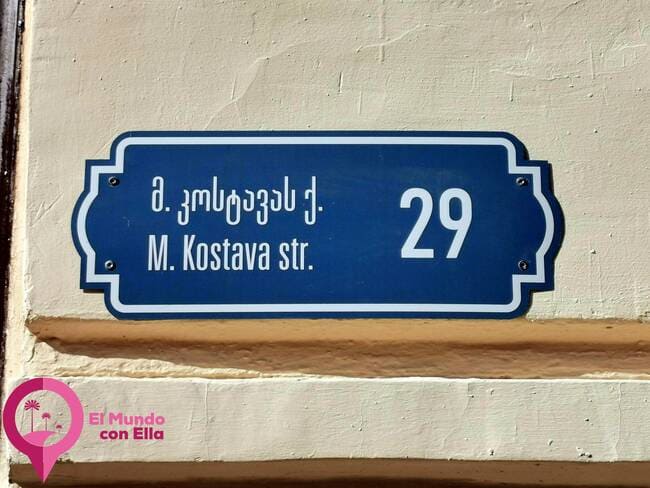 მ. კოსტავას ქ.
M. Kostava str.
29
El Mundo
con Ella